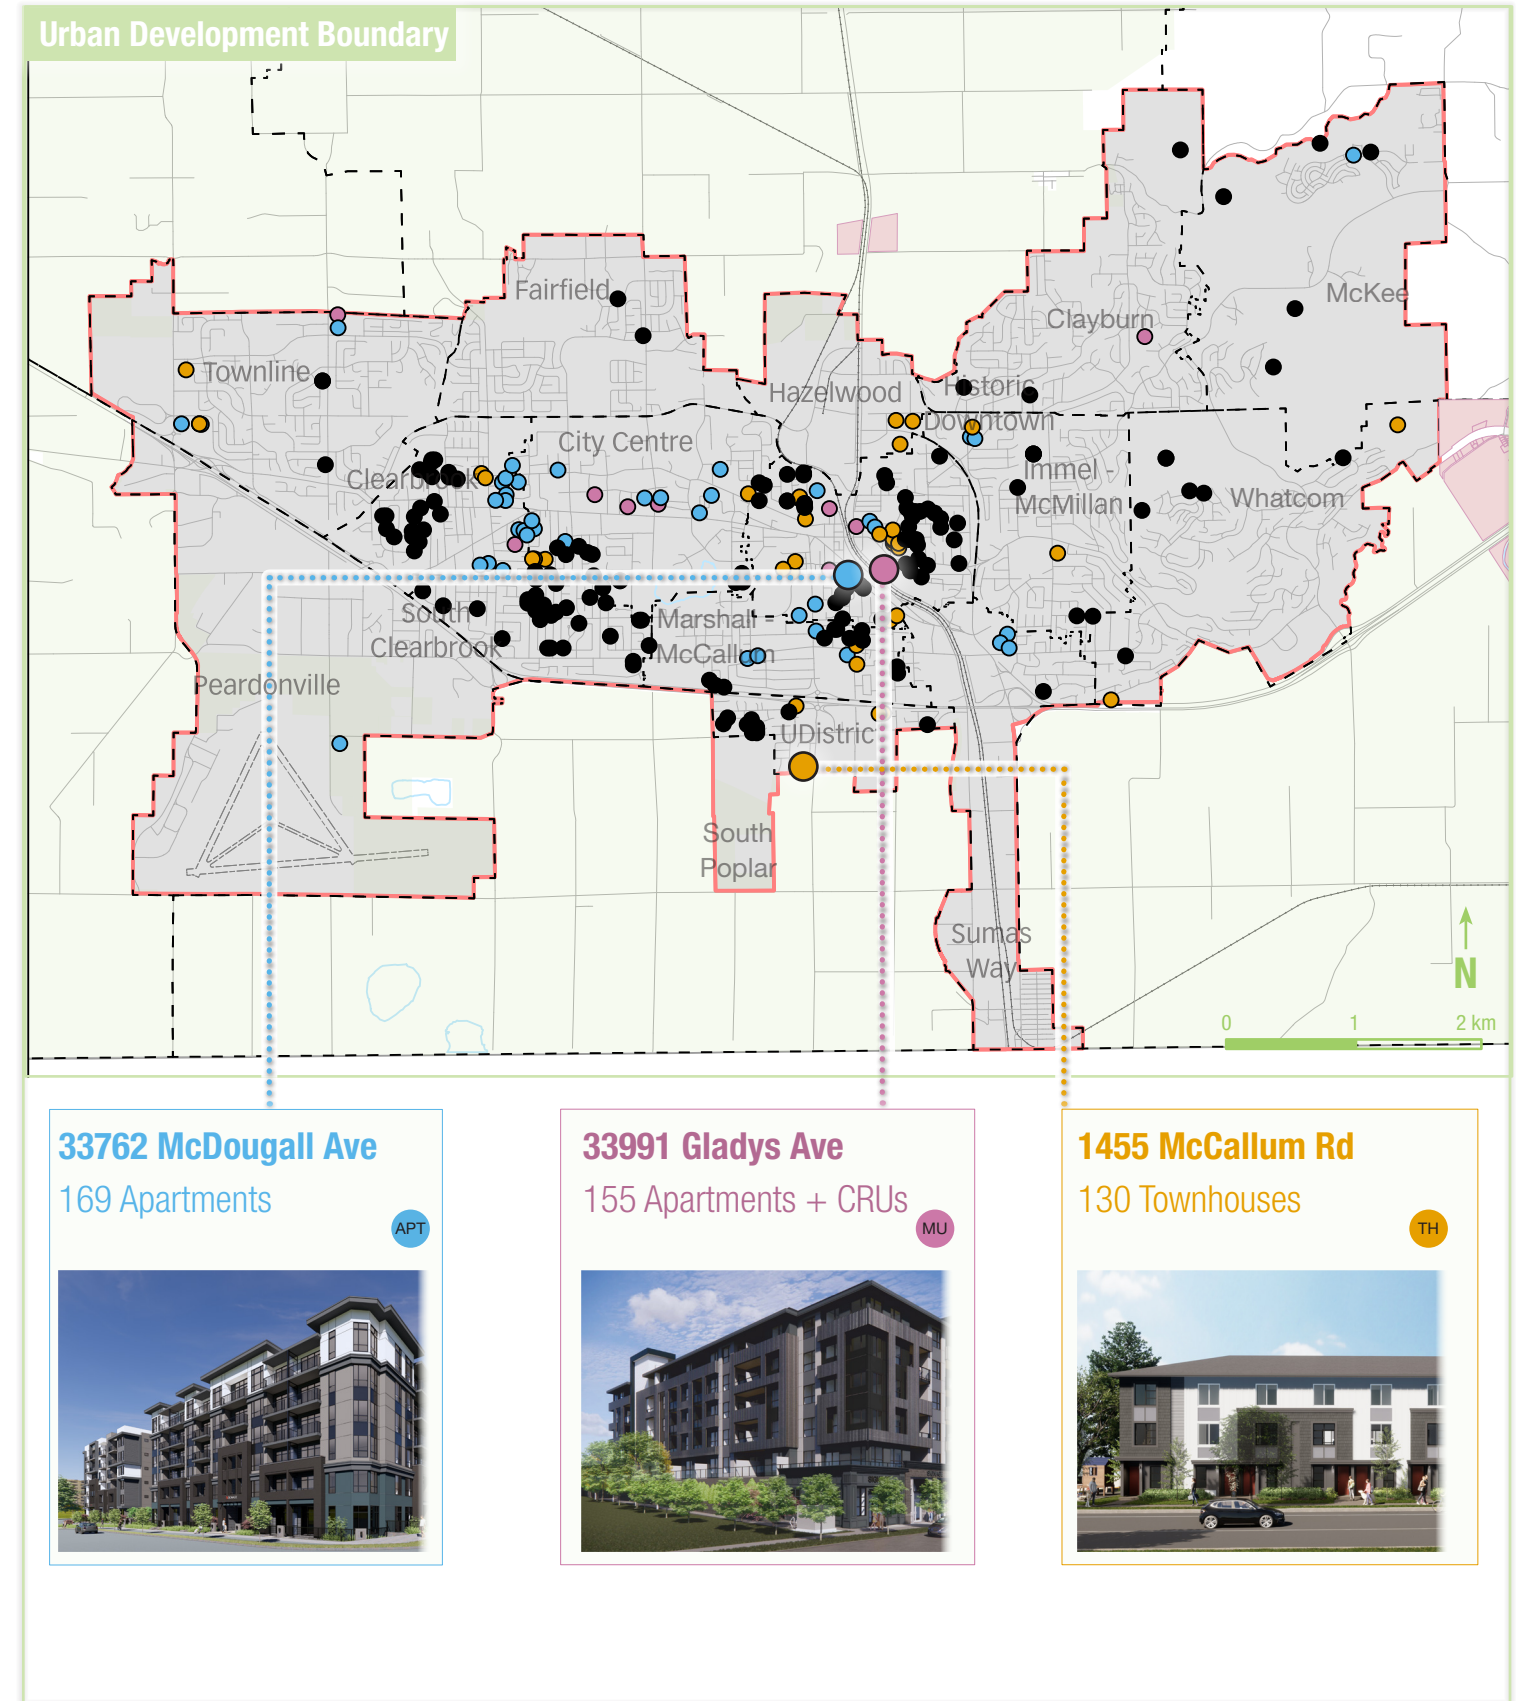 Urban Development Boundary
Fairfield
McKee
Clayburn
Townline
Hazelwood
Historic
Downtown
City Centre
Clearbrook
Immel -
McMillan
Whatcom
South
Clearbrook
Marshall -
McCallum
Peardonville
UDistric
South
Poplar
Sumas
Way
N
0 1 2 km
33762 McDougall Ave
169 Apartments
APT
33991 Gladys Ave
155 Apartments + CRUs
MU
1455 McCallum Rd
130 Townhouses
TH